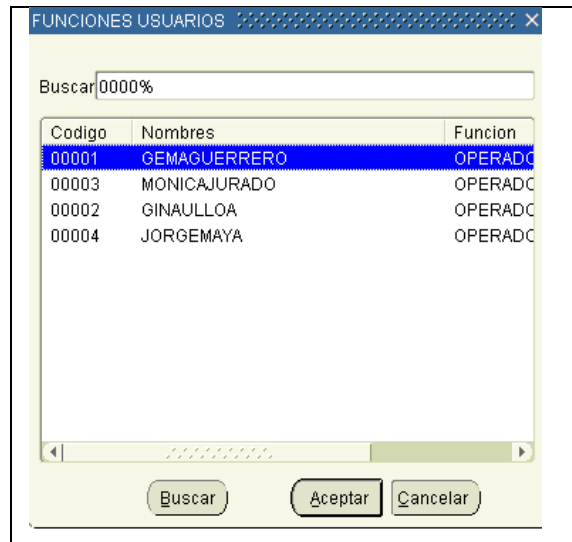 FUNCIONES USUARIOS
Buscar 0000%
Codigo Nombres Funcion
00001 GEMAGUERRERO OPERADO
00003 MONICAJURADO OPERADO
00002 GINAULLOA OPERADO
00004 JORGEMAYA OPERADO
Buscar Aceptar Cancelar